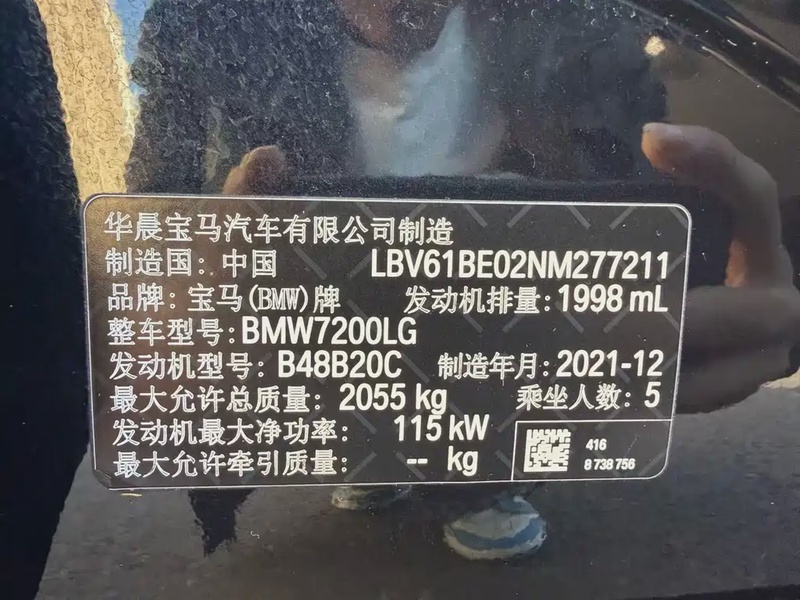 华晨宝马汽车有限公司制造
制造国：中国 LBV61BE02NM277211
品牌：宝马(BMW)牌 发动机排量：1998 mL
整车型号：BMW7200LG
发动机型号：B48B20C 制造年月：2021-12
最大允许总质量：2055 kg 乘坐人数：5
发动机最大净功率：115 kW
最大允许牵引质量：-- kg
416
8 738 756